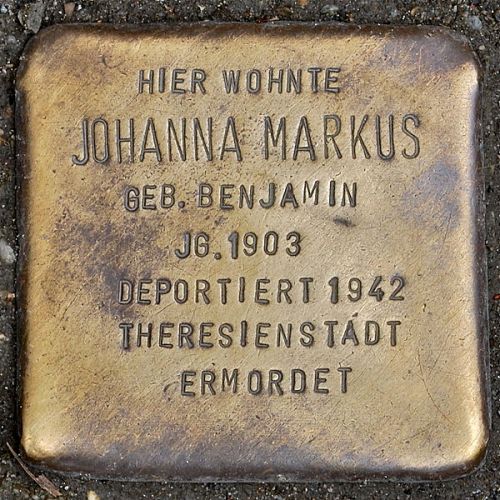 HIER WOHNTE
JOHANNA MARKUS
GEB. BENJAMIN
JG. 1903
DEPORTIERT 1942
THERESIENSTADT
ERMORDET